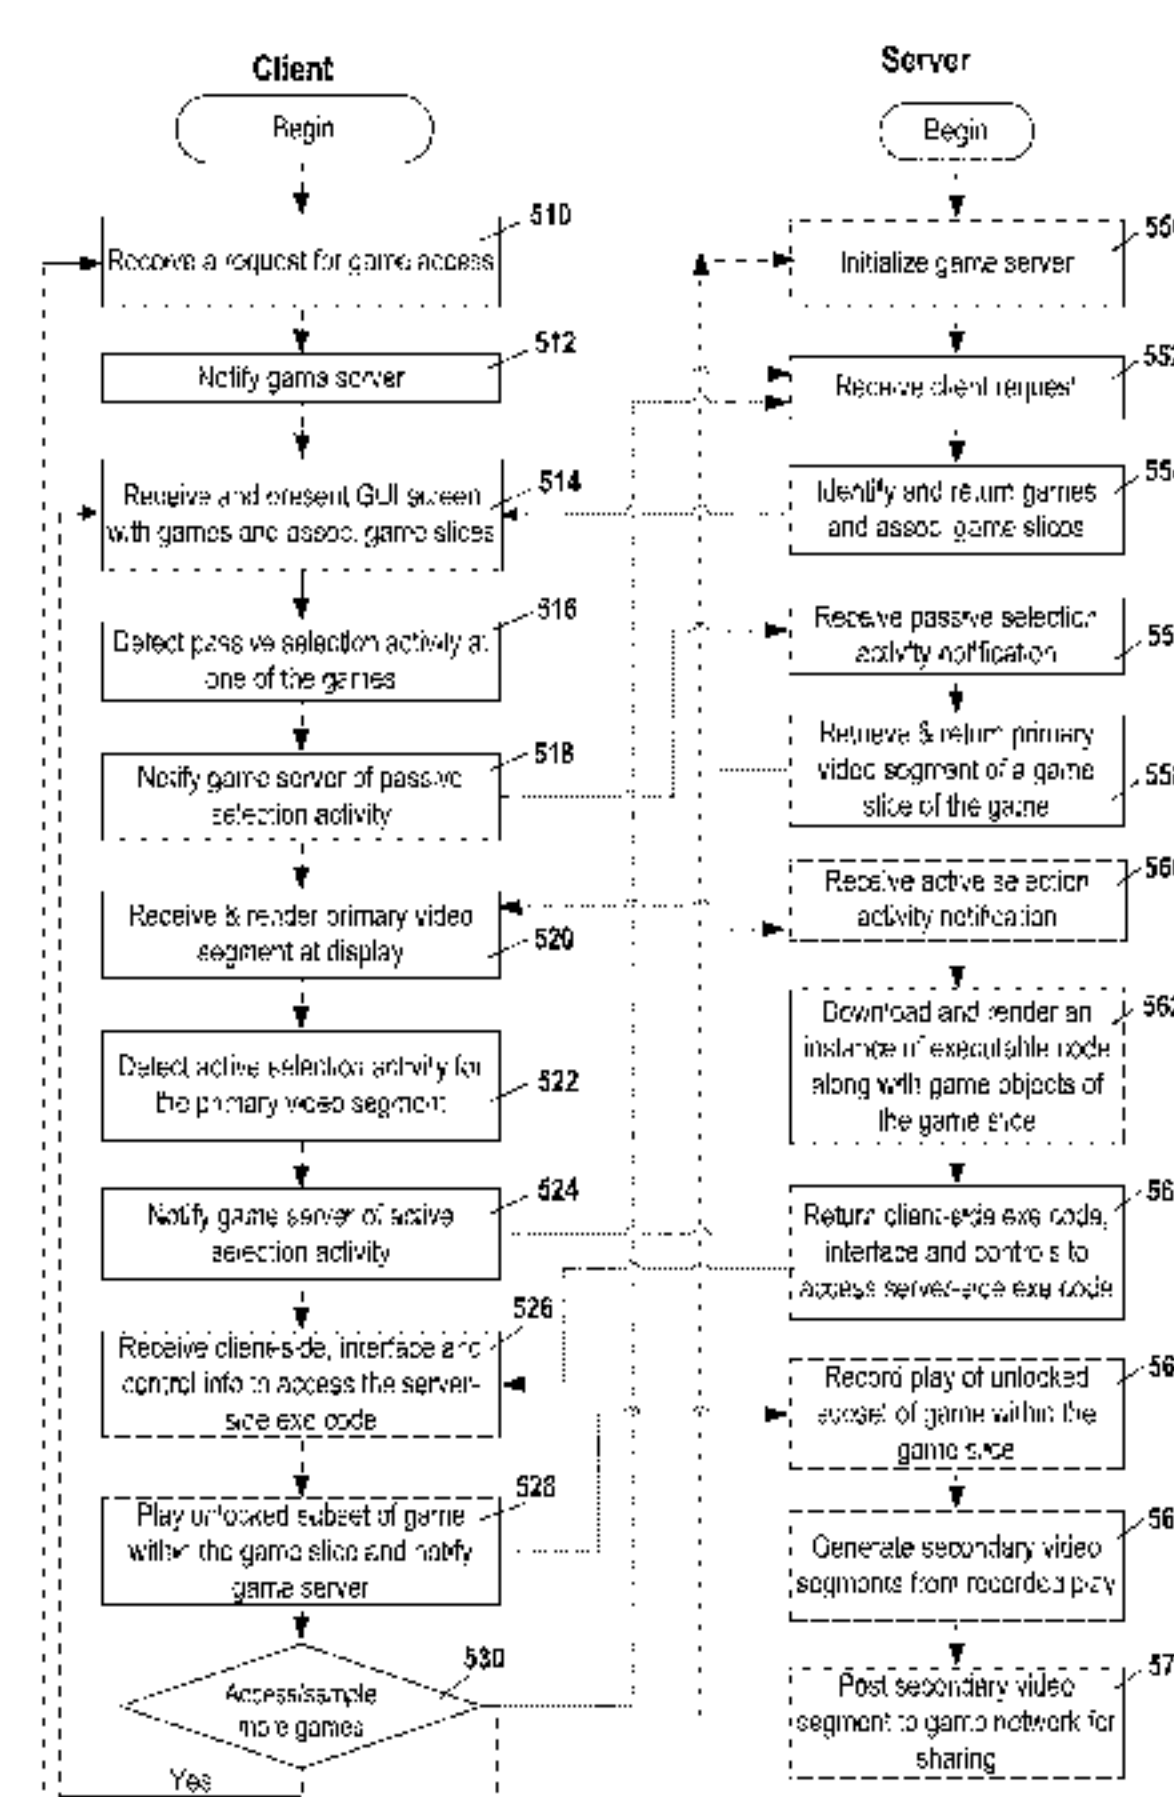 Client
Begin
510
Receive a request for game access
512
Notify game server
514
Receive and present GUI screen
with games and assoc. game slices
516
Detect passive selection activity at
one of the games
518
Notify game server of passive
selection activity
Receive & render primary video
segment at display
520
Detect active selection activity for
the primary video segment
522
524
Notify game server of active
selection activity
526
Receive client-side, interface and
control info to access the server-
side exe code
528
Play unlocked subset of game
within the game slice and notify
game server
530
Access/sample
more games
Yes
Server
Begin
Initialize game server
Receive client request
Identify and return games
and assoc. game slices
Receive passive selection
activity notification
Retrieve & return primary
video segment of a game
slice of the game
Receive active selection
activity notification
Download and render an
instance of executable code
along with game objects of
the game slice
Return client-side exe code,
interface and controls to
access server-side exe code
Record play of unlocked
subset of game within the
game slice
Generate secondary video
segments from recorded play
Post secondary video
segment to game network for
sharing